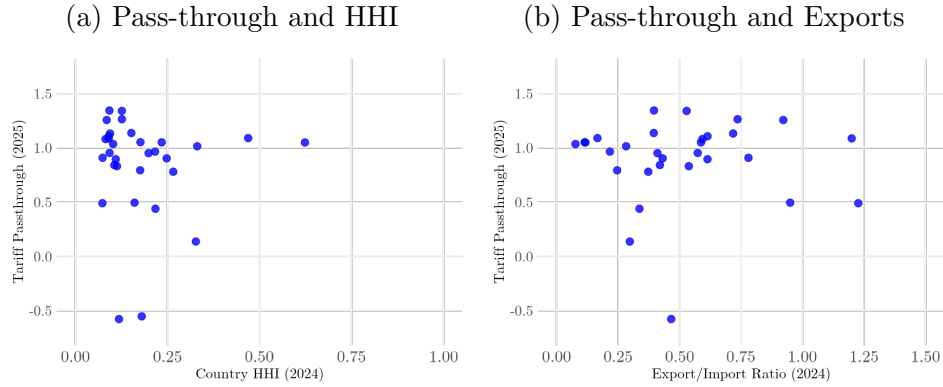 (a) Pass-through and HHI
Tariff Passthrough (2025)
1.5
1.0
0.5
0.0
-0.5
0.00 0.25 0.50 0.75 1.00
Country HHI (2024)
(b) Pass-through and Exports
Tariff Passthrough (2025)
1.5
1.0
0.5
0.0
-0.5
0.00 0.25 0.50 0.75 1.00 1.25 1.50
Export/Import Ratio (2024)